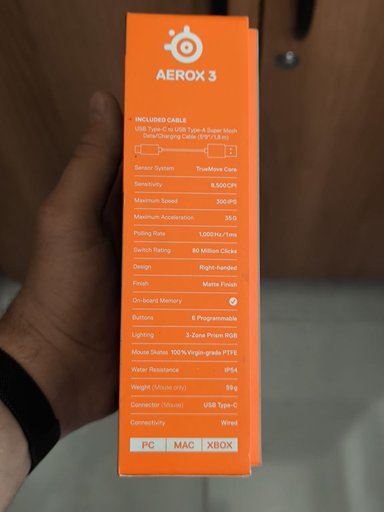 AEROX 3
INCLUDED CABLE
USB Type-C to USB Type-A Super Mesh
Data/Charging Cable (5'9"/1.8 m)
Sensor System TrueMove Core
Sensitivity 8,500 CPI
Maximum Speed 300 IPS
Maximum Acceleration 35 G
Polling Rate 1,000Hz/1ms
Switch Rating 80 Million Clicks
Design Right-handed
Finish Matte Finish
On-board Memory
Buttons 6 Programmable
Lighting 3-Zone Prism RGB
Mouse Skates 100% Virgin-grade PTFE
Water Resistance IP54
Weight (Mouse only) 59g
Connector (Mouse) USB Type-C
Connectivity Wired
PC MAC XBOX